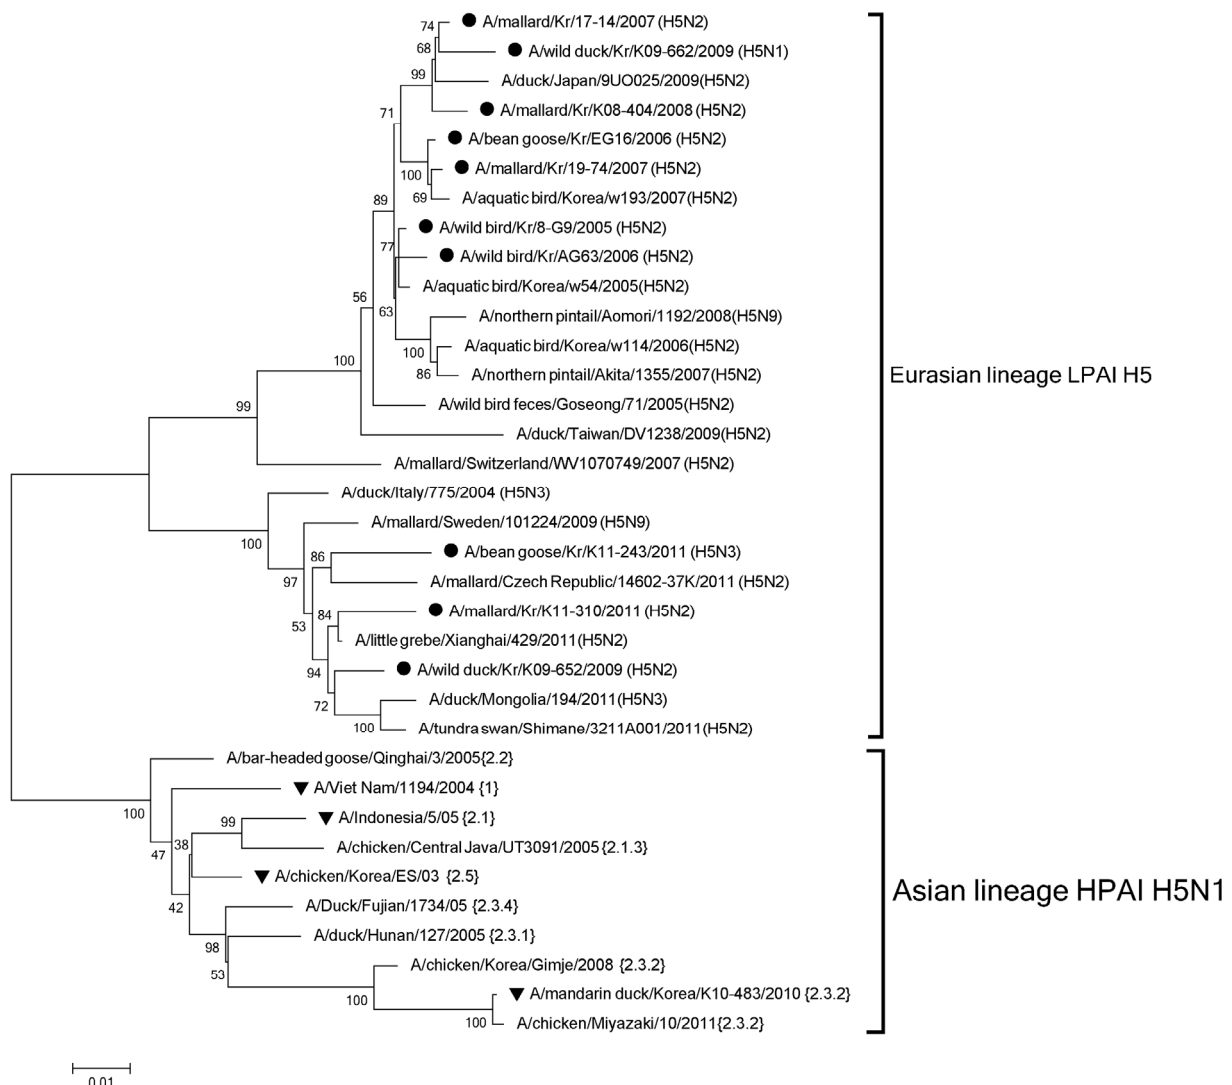 74
A/mallard/Kr/17-14/2007 (H5N2)
68
A/wild duck/Kr/K09-662/2009 (H5N1)
99
A/duck/Japan/9UO025/2009(H5N2)
A/mallard/Kr/K08-404/2008 (H5N2)
71
A/bean goose/Kr/EG16/2006 (H5N2)
100
A/mallard/Kr/19-74/2007 (H5N2)
69
A/aquatic bird/Korea/w193/2007(H5N2)
89
A/wild bird/Kr/8-G9/2005 (H5N2)
77
A/wild bird/Kr/AG63/2006 (H5N2)
A/aquatic bird/Korea/w54/2005(H5N2)
56
63
A/northern pintail/Aomori/1192/2008(H5N9)
100
A/aquatic bird/Korea/w114/2006(H5N2)
86
A/northern pintail/Akita/1355/2007(H5N2)
100
Eurasian lineage LPAI H5
A/wild bird feces/Goseong/71/2005(H5N2)
99
A/duck/Taiwan/DV1238/2009(H5N2)
A/mallard/Switzerland/WV1070749/2007 (H5N2)
A/duck/Italy/775/2004 (H5N3)
100
A/mallard/Sweden/101224/2009 (H5N9)
86
A/bean goose/Kr/K11-243/2011 (H5N3)
97
A/mallard/Czech Republic/14602-37K/2011 (H5N2)
84
A/mallard/Kr/K11-310/2011 (H5N2)
53
A/little grebe/Xianghai/429/2011(H5N2)
94
A/wild duck/Kr/K09-652/2009 (H5N2)
72
A/duck/Mongolia/194/2011(H5N3)
100
A/tundra swan/Shimane/3211A001/2011(H5N2)
A/bar-headed goose/Qinghai/3/2005{2.2}
100
A/Viet Nam/1194/2004 {1}
99
A/Indonesia/5/05 {2.1}
47
38
A/chicken/Central Java/UT3091/2005 {2.1.3}
A/chicken/Korea/ES/03 {2.5}
42
A/Duck/Fujian/1734/05 {2.3.4}
Asian lineage HPAI H5N1
98
A/duck/Hunan/127/2005 {2.3.1}
53
A/chicken/Korea/Gimje/2008 {2.3.2}
100
A/mandarin duck/Korea/K10-483/2010 {2.3.2}
100
A/chicken/Miyazaki/10/2011{2.3.2}
0.01